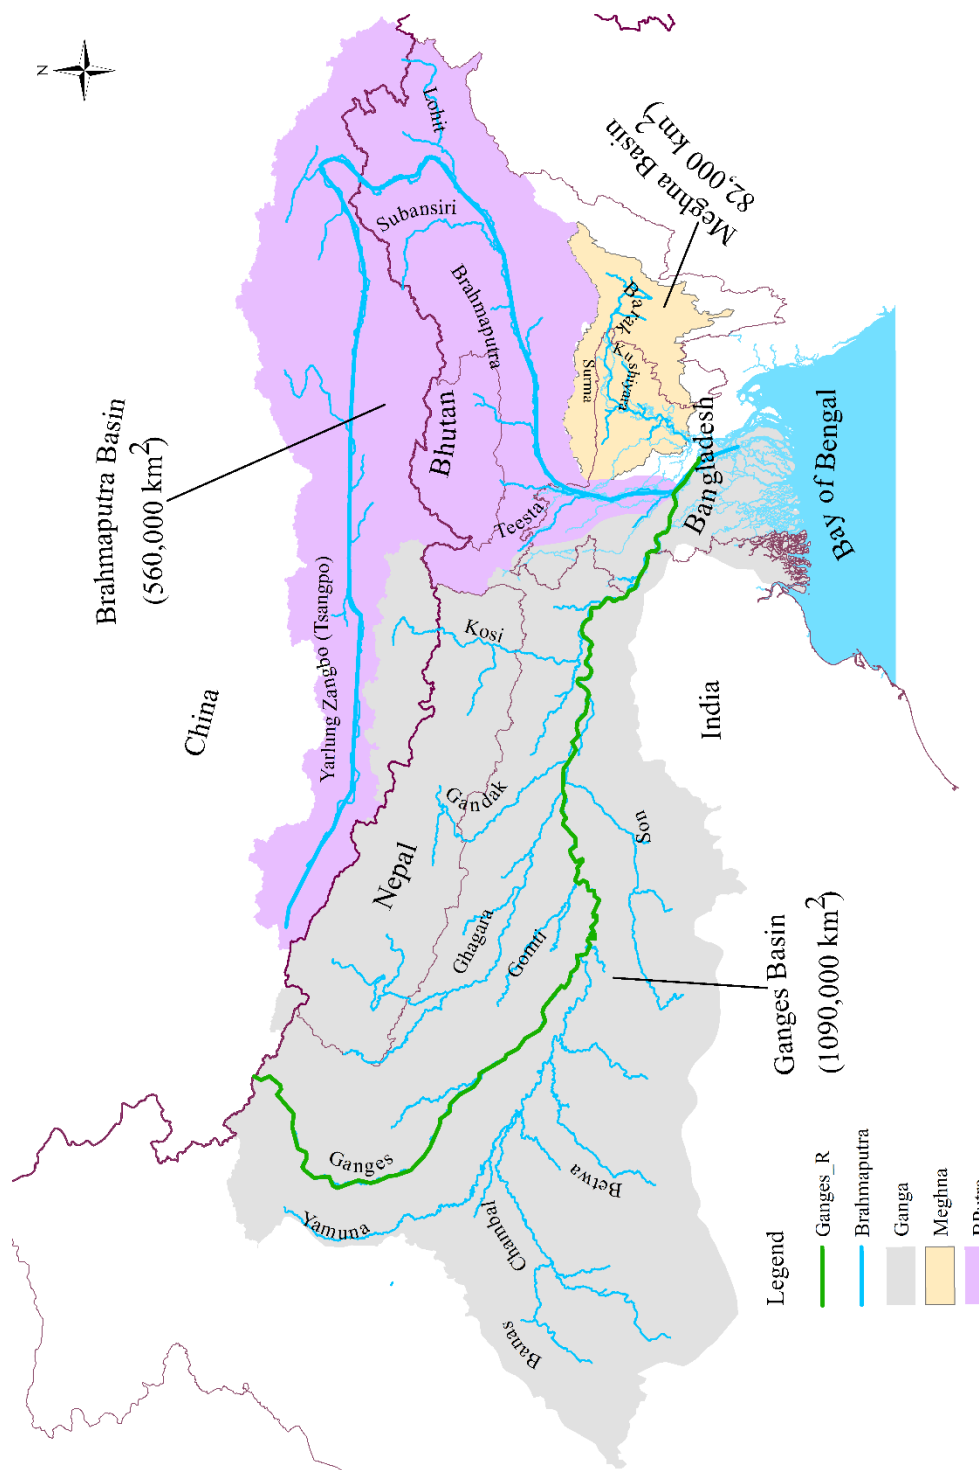 N
Lohit
Subansiri
Brahmaputra
Meghna Basin
82,000 km²)
Barak
Kushiyara
Surma
Brahmaputra Basin
(560,000 km²)
Bhutan
Teesta
Bangladesh
Bay of Bengal
China
Yarlung Zangbo (Tsangpo)
Kosi
India
Nepal
Gandak
Ghagara
Gomti
Son
Ganges Basin
(1090,000 km²)
Ganges
Yamuna
Chambal
Betwa
Banas
Legend
Ganges_R
Brahmaputra
Ganga
Meghna
BPutra